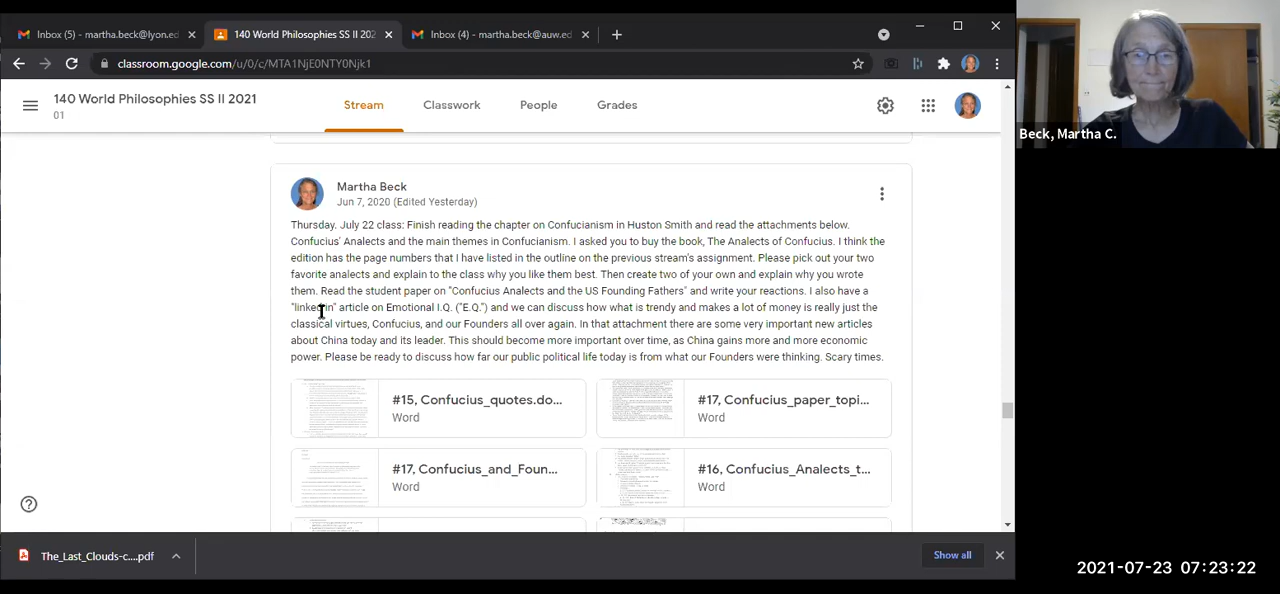 Inbox (5) - martha.beck@lyon.ed
140 World Philosophies SS II 202
Inbox (4) - martha.beck@auw.ed
classroom.google.com/u/0/c/MTA1NjE0NTY0Njk1
140 World Philosophies SS II 2021
01
Stream
Classwork
People
Grades
Beck, Martha C.
Martha Beck
Jun 7, 2020 (Edited Yesterday)
Thursday. July 22 class: Finish reading the chapter on Confucianism in Huston Smith and read the attachments below.
Confucius' Analects and the main themes in Confucianism. I asked you to buy the book, The Analects of Confucius. I think the
edition has the page numbers that I have listed in the outline on the previous stream's assignment. Please pick out your two
favorite analects and explain to the class why you like them best. Then create two of your own and explain why you wrote
them. Read the student paper on "Confucius Analects and the US Founding Fathers" and write your reactions. I also have a
"linked in" article on Emotional I.Q. ("E.Q.") and we can discuss how what is trendy and makes a lot of money is really just the
classical virtues, Confucius, and our Founders all over again. In that attachment there are some very important new articles
about China today and its leader. This should become more important over time, as China gains more and more economic
power. Please be ready to discuss how far our public political life today is from what our Founders were thinking. Scary times.
#15, Confucius_quotes.do...
Word
#17, Confucius_paper_topi...
Word
#17, Confucius_and_Foun...
Word
#16, Confucius_Analects_t...
Word
The_Last_Clouds-c....pdf
Show all
2021-07-23 07:23:22